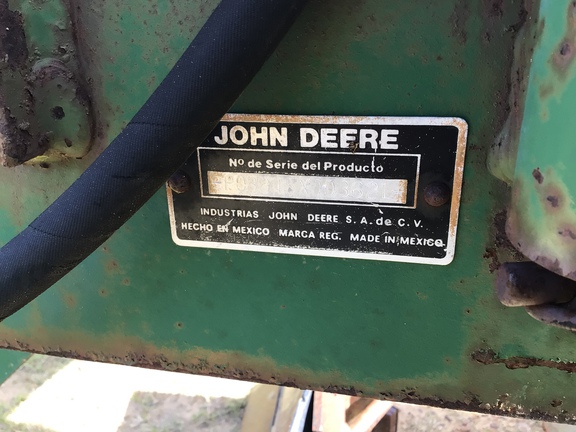 JOHN DEERE
Nº de Serie del Producto
INDUSTRIAS JOHN DEERE S.A. de C.V.
HECHO EN MEXICO MARCA REG. MADE IN MEXICO